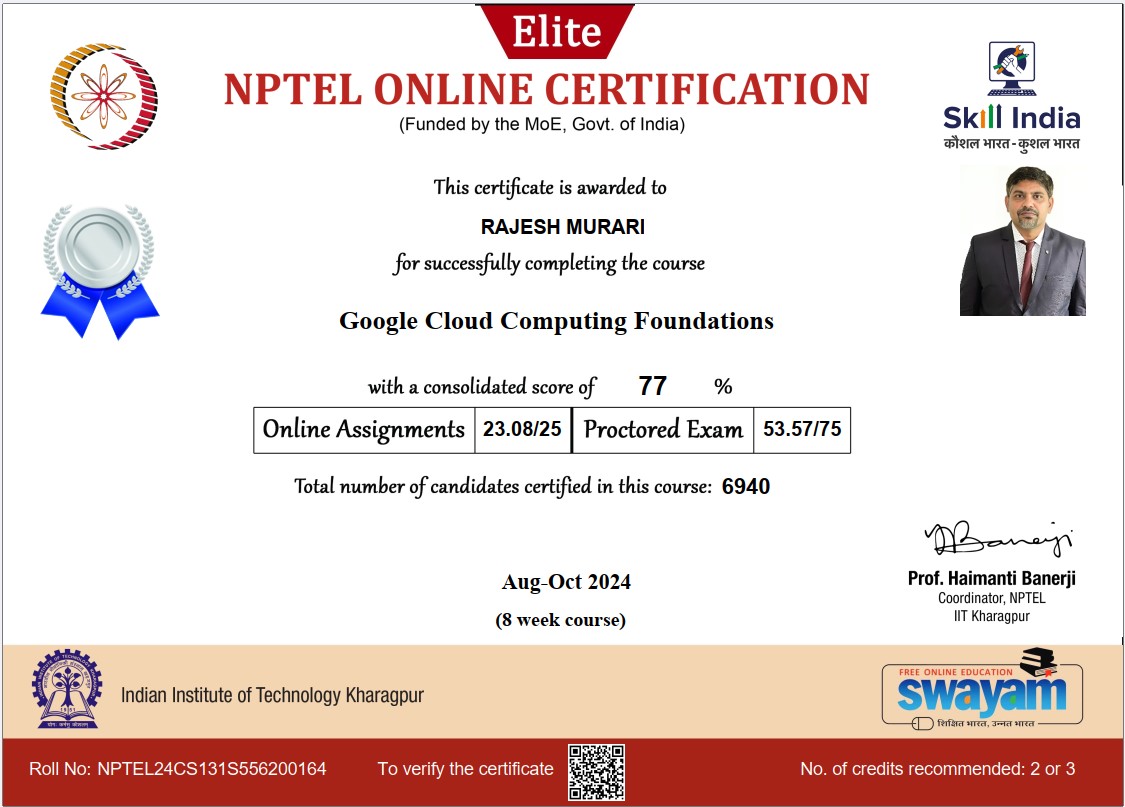 Elite
NPTEL ONLINE CERTIFICATION
(Funded by the MoE, Govt. of India)
Skill India
कौशल भारत - कुशल भारत
This certificate is awarded to
RAJESH MURARI
for successfully completing the course
Google Cloud Computing Foundations
with a consolidated score of 77 %
Online Assignments 23.08/25 Proctored Exam 53.57/75
Total number of candidates certified in this course: 6940
Prof. Haimanti Banerji
Coordinator, NPTEL
IIT Kharagpur
Aug-Oct 2024
(8 week course)
Indian Institute of Technology Kharagpur
FREE ONLINE EDUCATION
swayam
शिक्षित भारत, उन्नत भारत
Roll No: NPTEL24CS131S556200164 To verify the certificate No. of credits recommended: 2 or 3